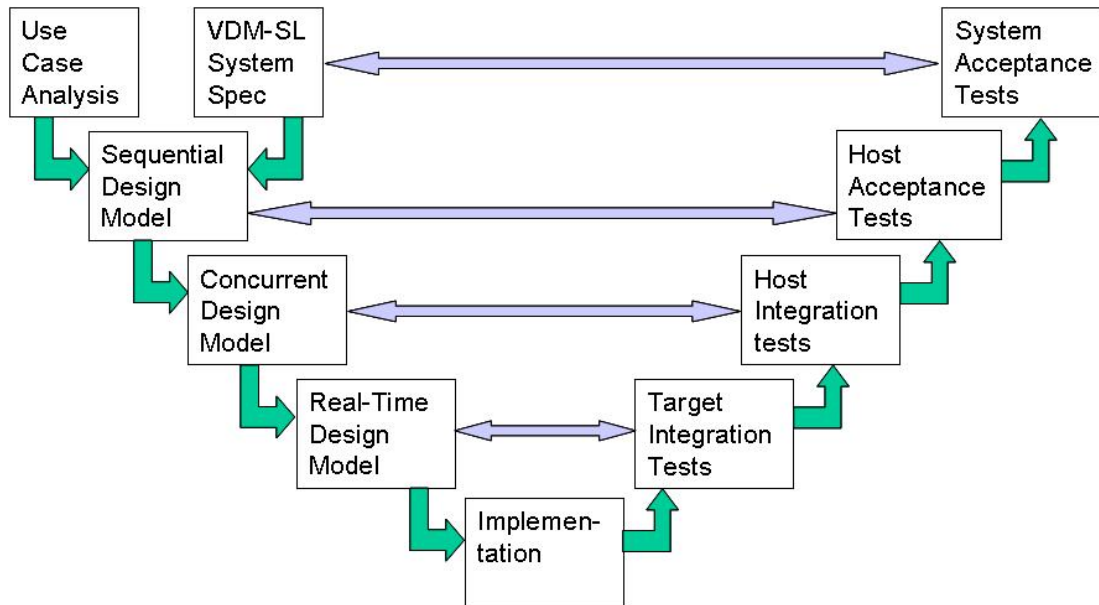 Use
Case
Analysis
VDM-SL
System
Spec
System
Acceptance
Tests
Sequential
Design
Model
Host
Acceptance
Tests
Concurrent
Design
Model
Host
Integration
tests
Real-Time
Design
Model
Target
Integration
Tests
Implemen-
tation